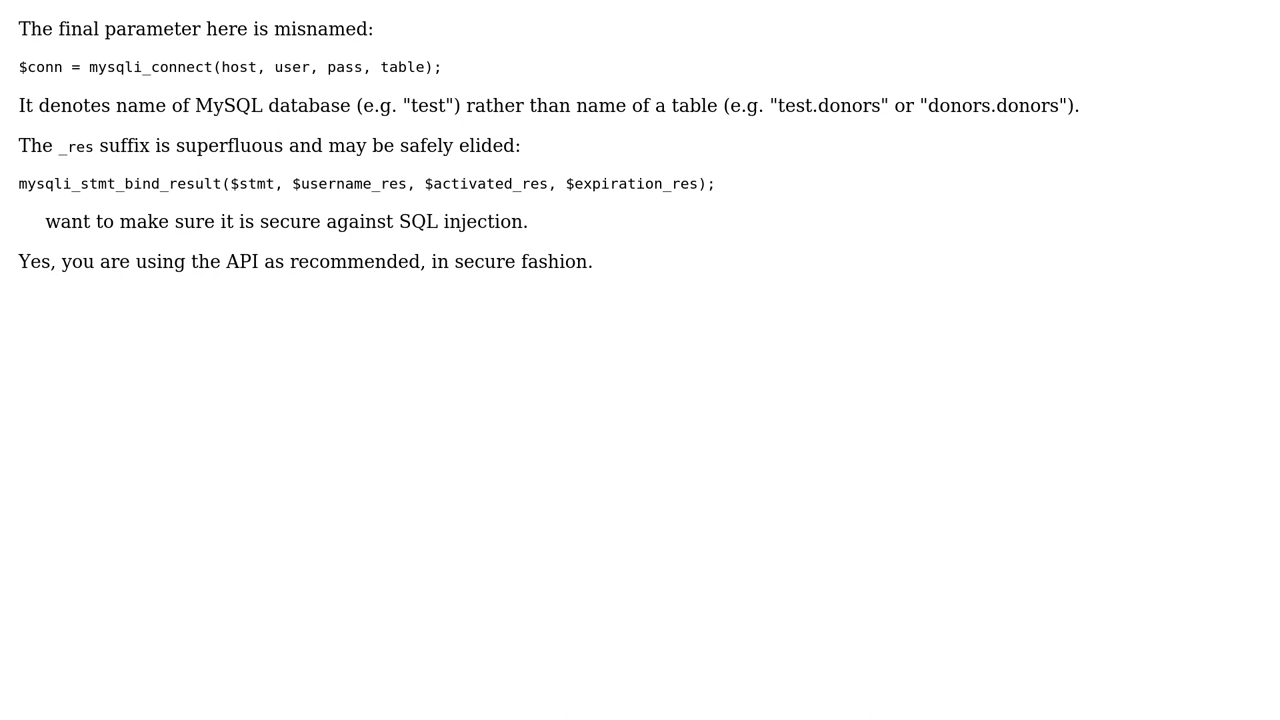 The final parameter here is misnamed:
$conn = mysqli_connect(host, user, pass, table);
It denotes name of MySQL database (e.g. "test") rather than name of a table (e.g. "test.donors" or "donors.donors").
The _res suffix is superfluous and may be safely elided:
mysqli_stmt_bind_result($stmt, $username_res, $activated_res, $expiration_res);
want to make sure it is secure against SQL injection.
Yes, you are using the API as recommended, in secure fashion.